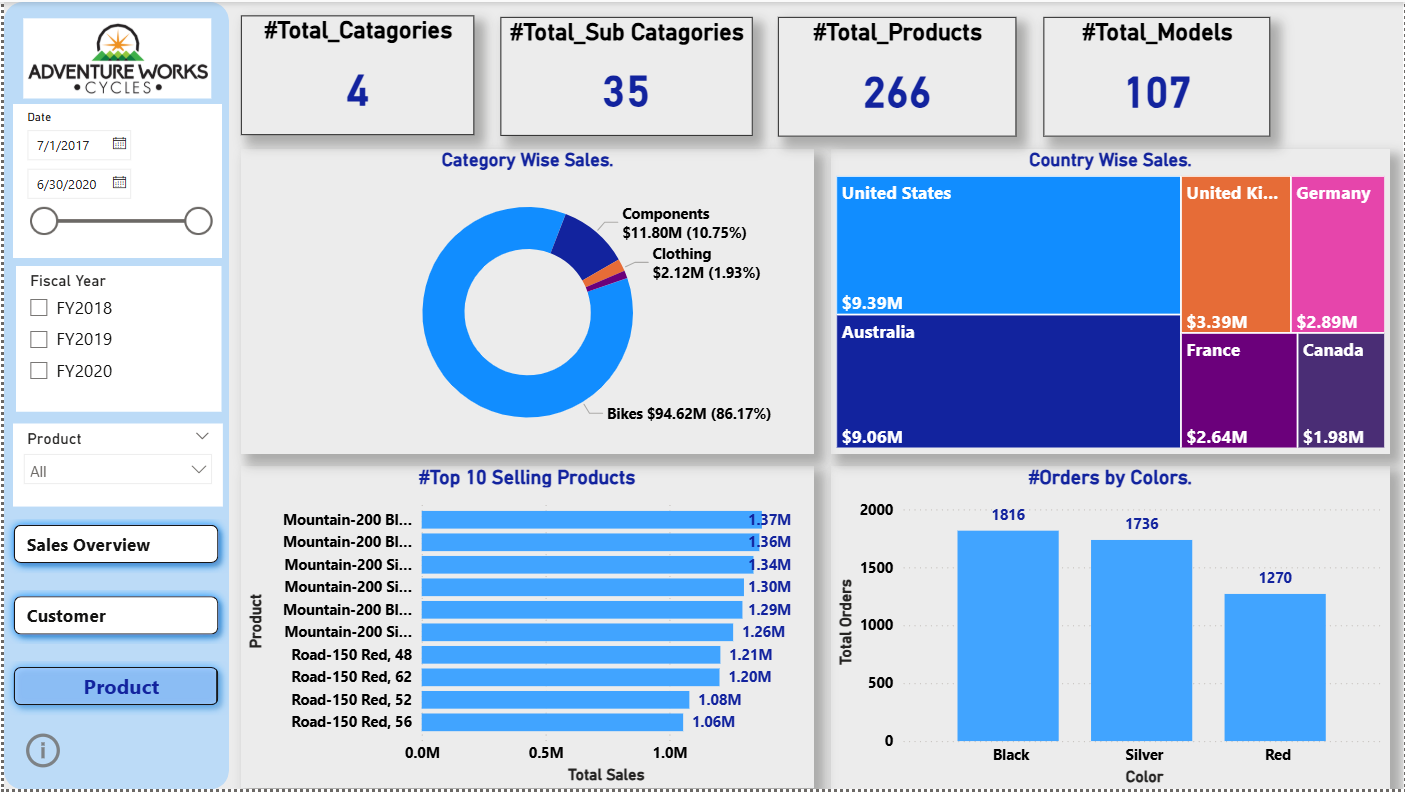 ADVENTURE WORKS
•CYCLES•
Date
7/1/2017
6/30/2020
Fiscal Year
FY2018
FY2019
FY2020
Product
All
Sales Overview
Customer
Product
i
#Total_Catagories
4
#Total_Sub Catagories
35
#Total_Products
266
#Total_Models
107
Category Wise Sales.
Components
$11.80M (10.75%)
Clothing
$2.12M (1.93%)
Bikes $94.62M (86.17%)
Country Wise Sales.
United States
$9.39M
Australia
$9.06M
United Ki...
$3.39M
Germany
$2.89M
France
$2.64M
Canada
$1.98M
#Top 10 Selling Products
Product
Mountain-200 Bl... 1.37M
Mountain-200 Bl... 1.36M
Mountain-200 Si... 1.34M
Mountain-200 Si... 1.30M
Mountain-200 Bl... 1.29M
Mountain-200 Si... 1.26M
Road-150 Red, 48 1.21M
Road-150 Red, 62 1.20M
Road-150 Red, 52 1.08M
Road-150 Red, 56 1.06M
0.0M 0.5M 1.0M
Total Sales
#Orders by Colors.
Total Orders
2000
1500
1000
500
0
1816
1736
1270
Black Silver Red
Color